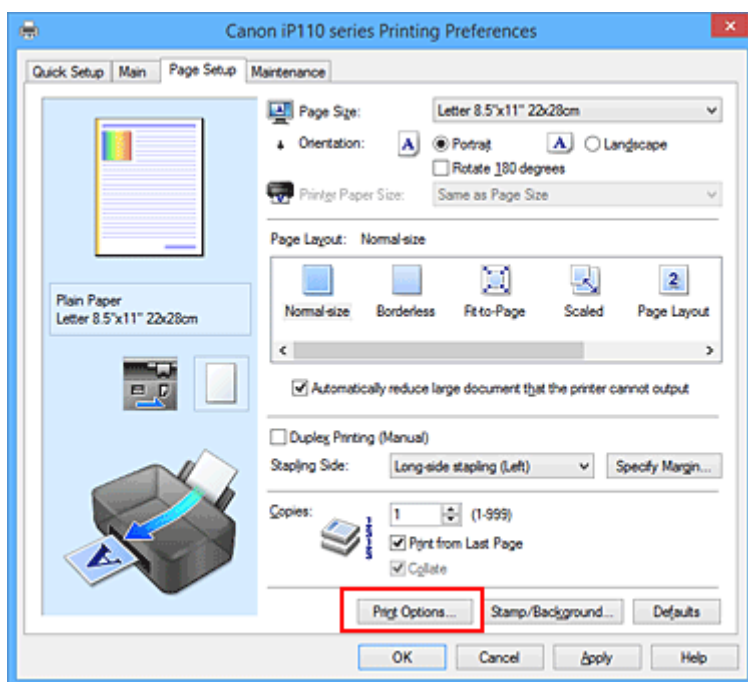 Canon iP110 series Printing Preferences
Quick Setup Main Page Setup Maintenance
Page Size: Letter 8.5"x11" 22x28cm
Orientation: A Portrait A Landscape
Rotate 180 degrees
Printer Paper Size: Same as Page Size
Page Layout: Normal-size
2
Normal-size Borderless Fit-to-Page Scaled Page Layout
Plain Paper
Letter 8.5"x11" 22x28cm
Automatically reduce large document that the printer cannot output
Duplex Printing (Manual)
Stapling Side: Long-side stapling (Left) Specify Margin...
Copies: 1 (1-999)
Print from Last Page
Collate
A
Print Options... Stamp/Background... Defaults
OK Cancel Apply Help